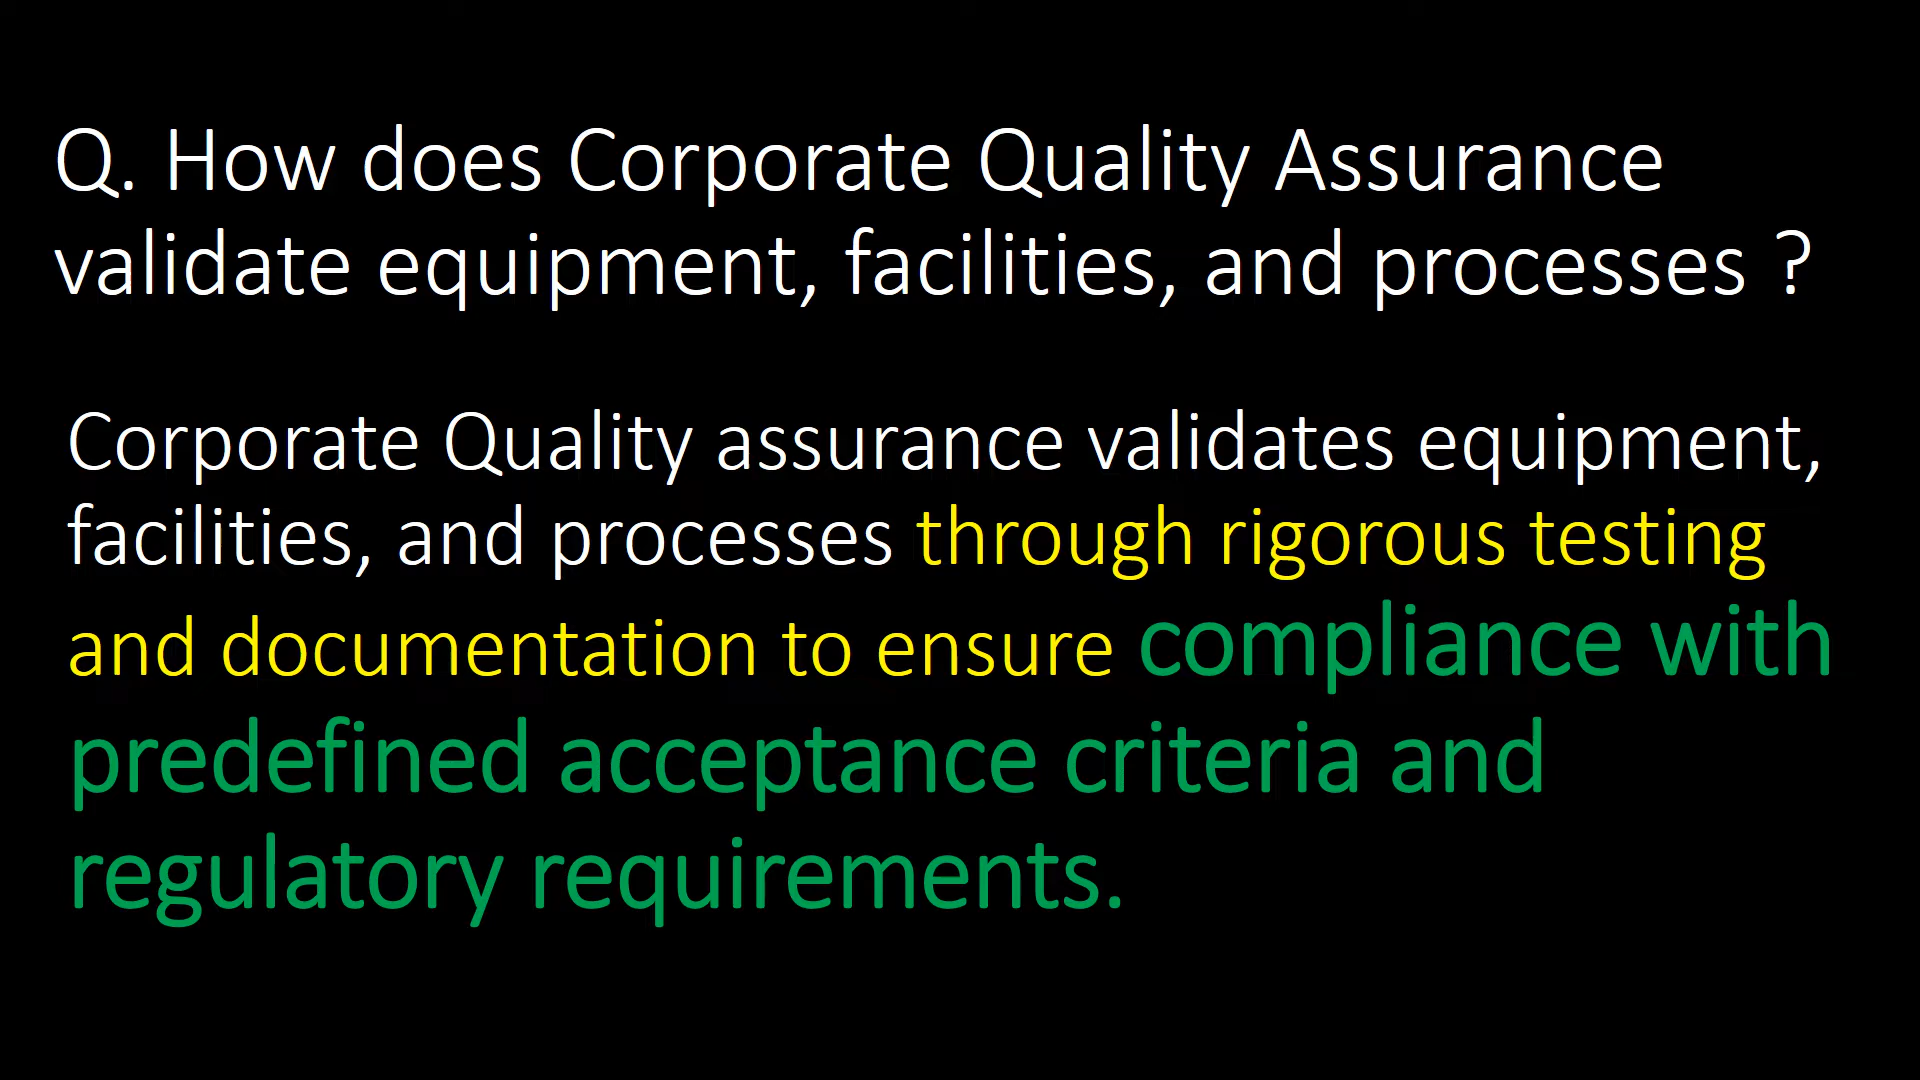 Q. How does Corporate Quality Assurance
validate equipment, facilities, and processes ?
Corporate Quality assurance validates equipment,
facilities, and processes through rigorous testing
and documentation to ensure compliance with
predefined acceptance criteria and
regulatory requirements.